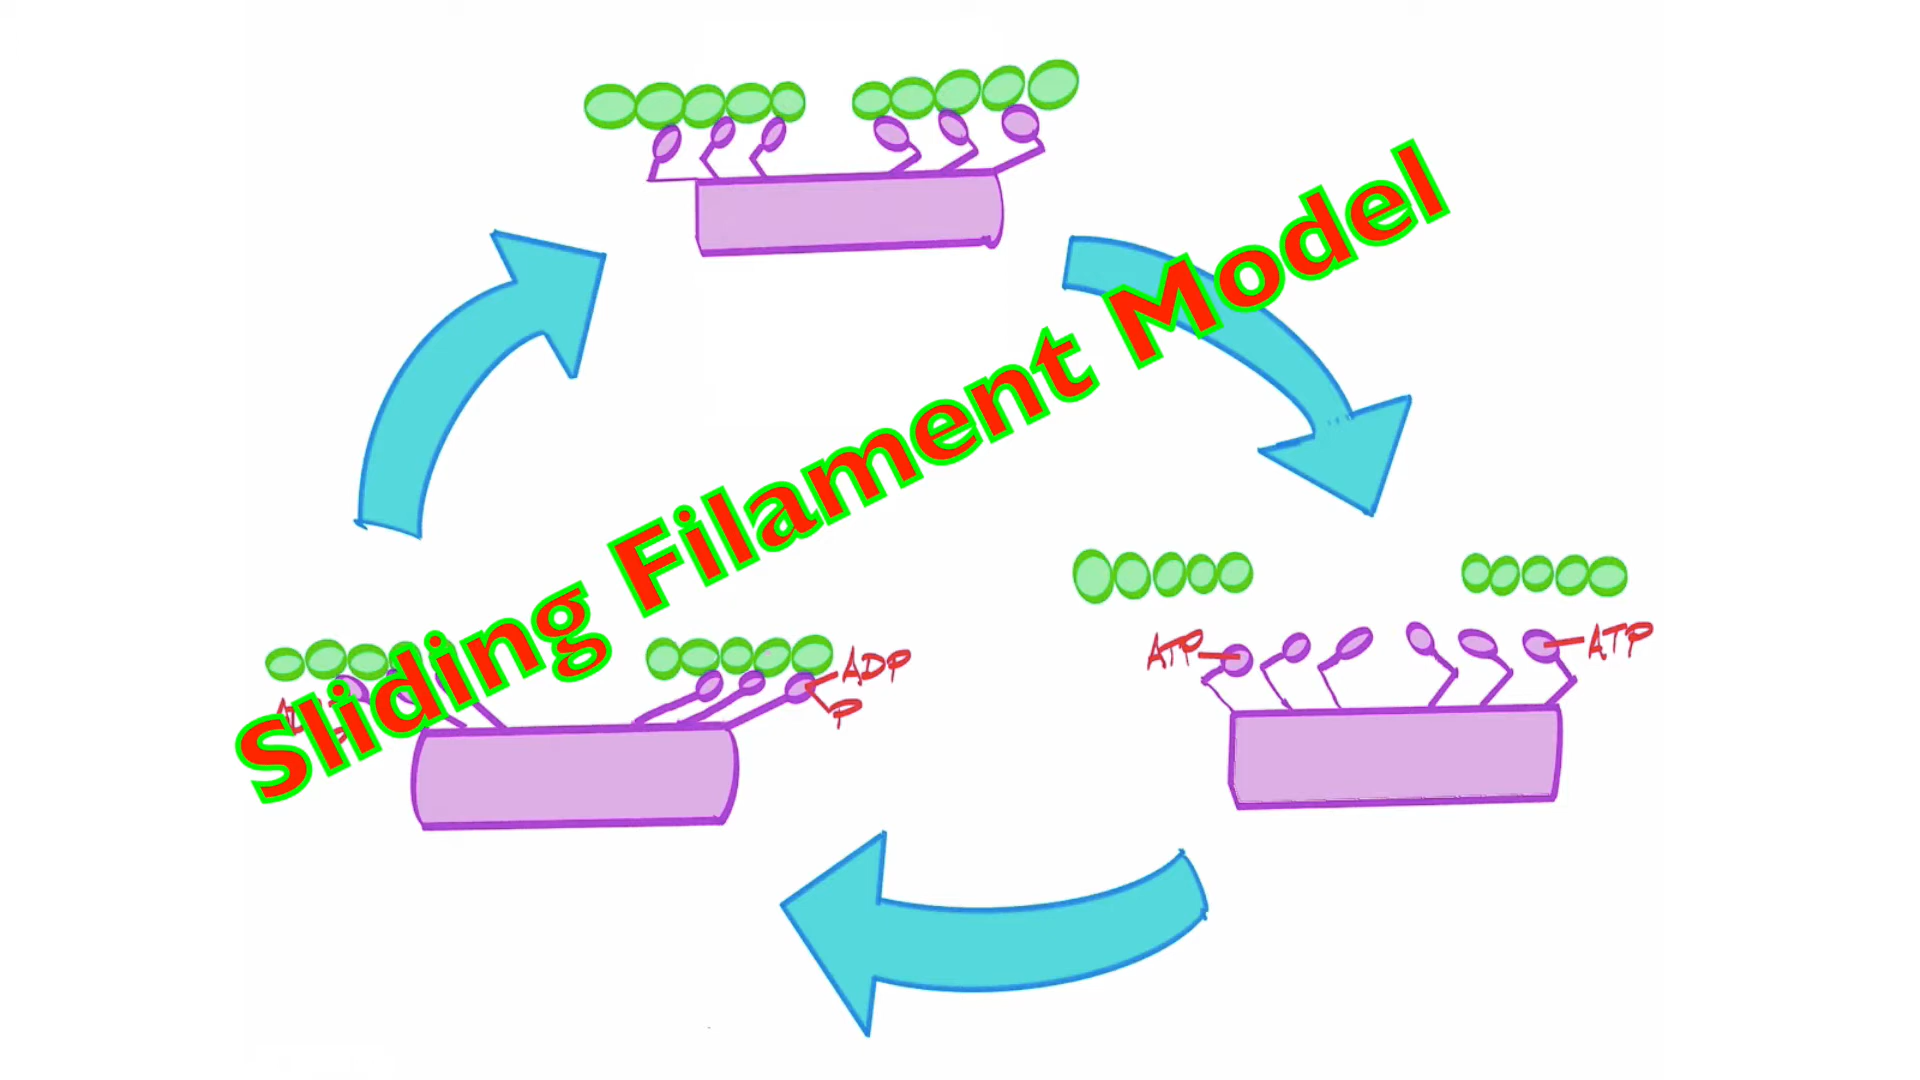 Sliding Filament Model
ATP
ATP
ADP
P